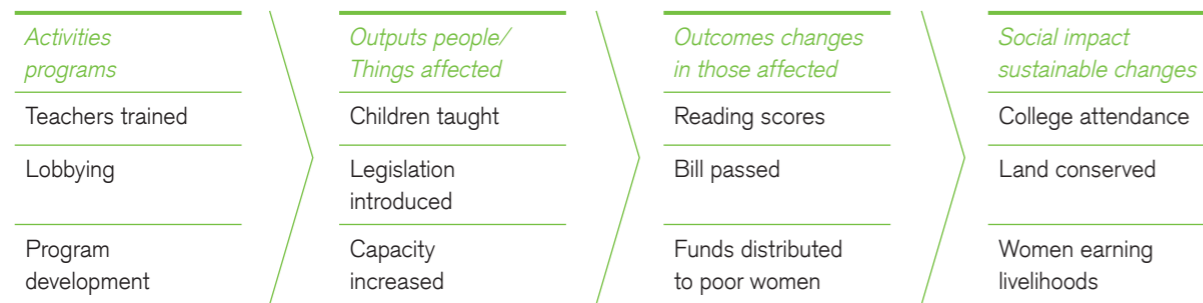 Activities
programs
Teachers trained
Lobbying
Program
development
Outputs people/
Things affected
Children taught
Legislation
introduced
Capacity
increased
Outcomes changes
in those affected
Reading scores
Bill passed
Funds distributed
to poor women
Social impact
sustainable changes
College attendance
Land conserved
Women earning
livelihoods